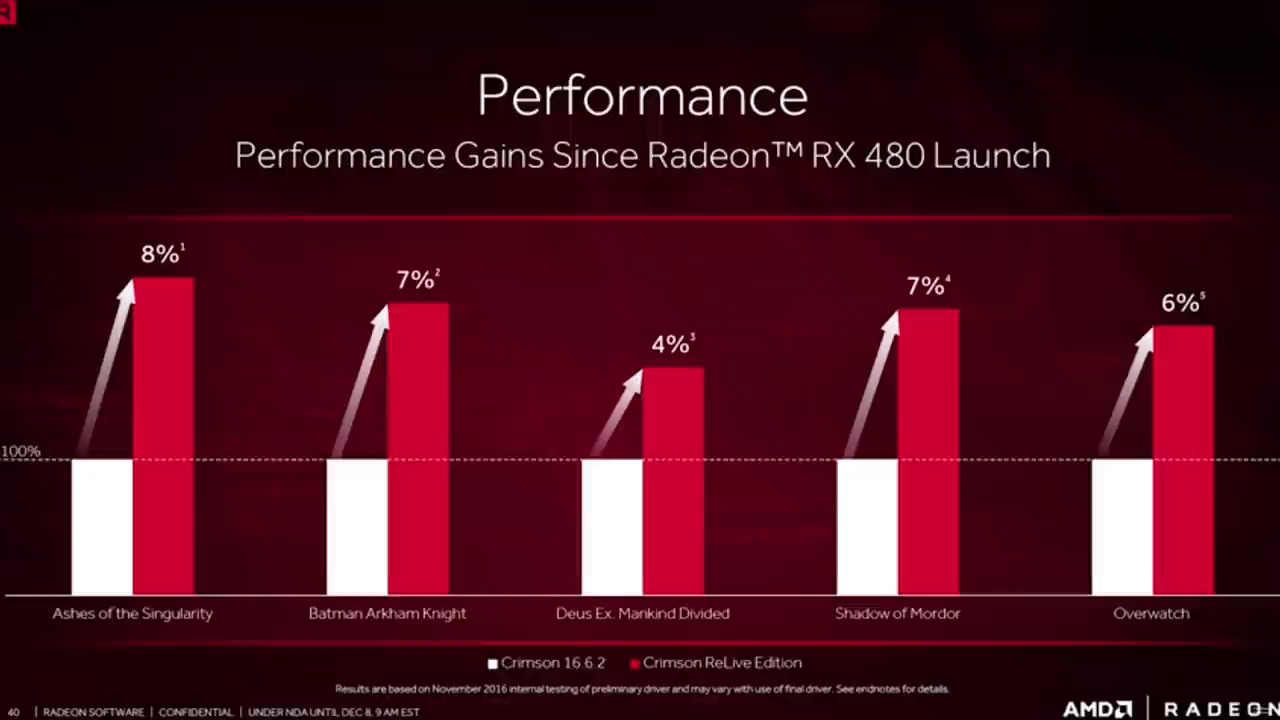 R
Performance
Performance Gains Since Radeon™ RX 480 Launch
8%¹
7%²
4%³
7%⁴
6%⁵
100%
Ashes of the Singularity
Batman Arkham Knight
Deus Ex. Mankind Divided
Shadow of Mordor
Overwatch
Crimson 16.6.2
Crimson ReLive Edition
Results are based on November 2016 internal testing of preliminary driver and may vary with use of final driver. See endnotes for details.
40 | RADEON SOFTWARE | CONFIDENTIAL | UNDER NDA UNTIL DEC 8, 9 AM EST
AMD | RADEON